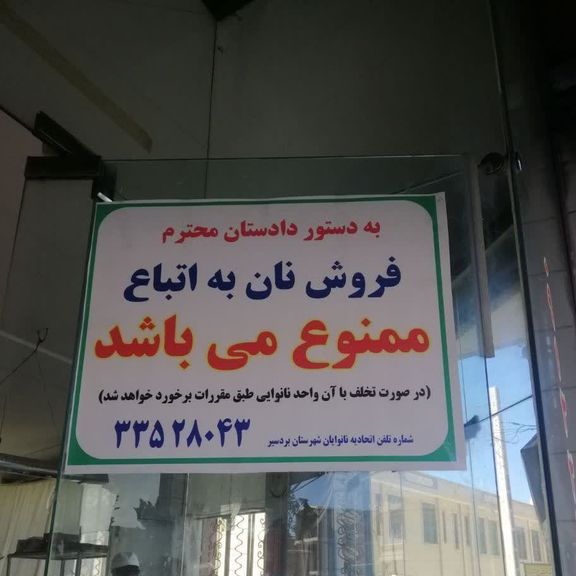 به دستور دادستان محترم
فروش نان به اتباع
ممنوع می باشد
(در صورت تخلف با آن واحد نانوایی طبق مقررات برخورد خواهد شد)
شماره تلفن اتحادیه نانوایان شهرستان بردسیر ۳۳۵۲۸۰۴۳